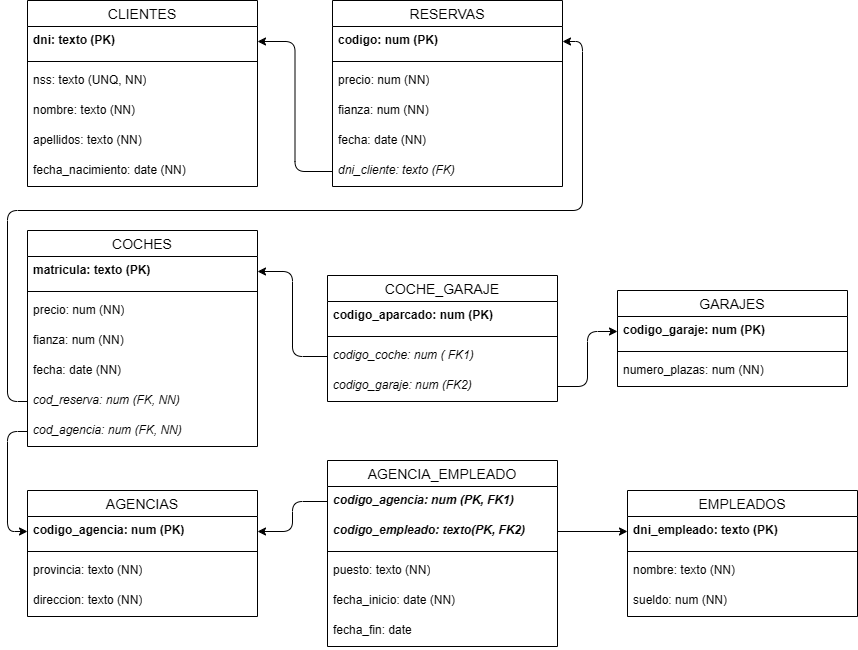 CLIENTES
dni: texto (PK)
nss: texto (UNQ, NN)
nombre: texto (NN)
apellidos: texto (NN)
fecha_nacimiento: date (NN)
RESERVAS
codigo: num (PK)
precio: num (NN)
fianza: num (NN)
fecha: date (NN)
dni_cliente: texto (FK)
COCHES
matricula: texto (PK)
precio: num (NN)
fianza: num (NN)
fecha: date (NN)
cod_reserva: num (FK, NN)
cod_agencia: num (FK, NN)
COCHE_GARAJE
codigo_aparcado: num (PK)
codigo_coche: num ( FK1)
codigo_garaje: num (FK2)
GARAJES
codigo_garaje: num (PK)
numero_plazas: num (NN)
AGENCIAS
codigo_agencia: num (PK)
provincia: texto (NN)
direccion: texto (NN)
AGENCIA_EMPLEADO
codigo_agencia: num (PK, FK1)
codigo_empleado: texto(PK, FK2)
puesto: texto (NN)
fecha_inicio: date (NN)
fecha_fin: date
EMPLEADOS
dni_empleado: texto (PK)
nombre: texto (NN)
sueldo: num (NN)